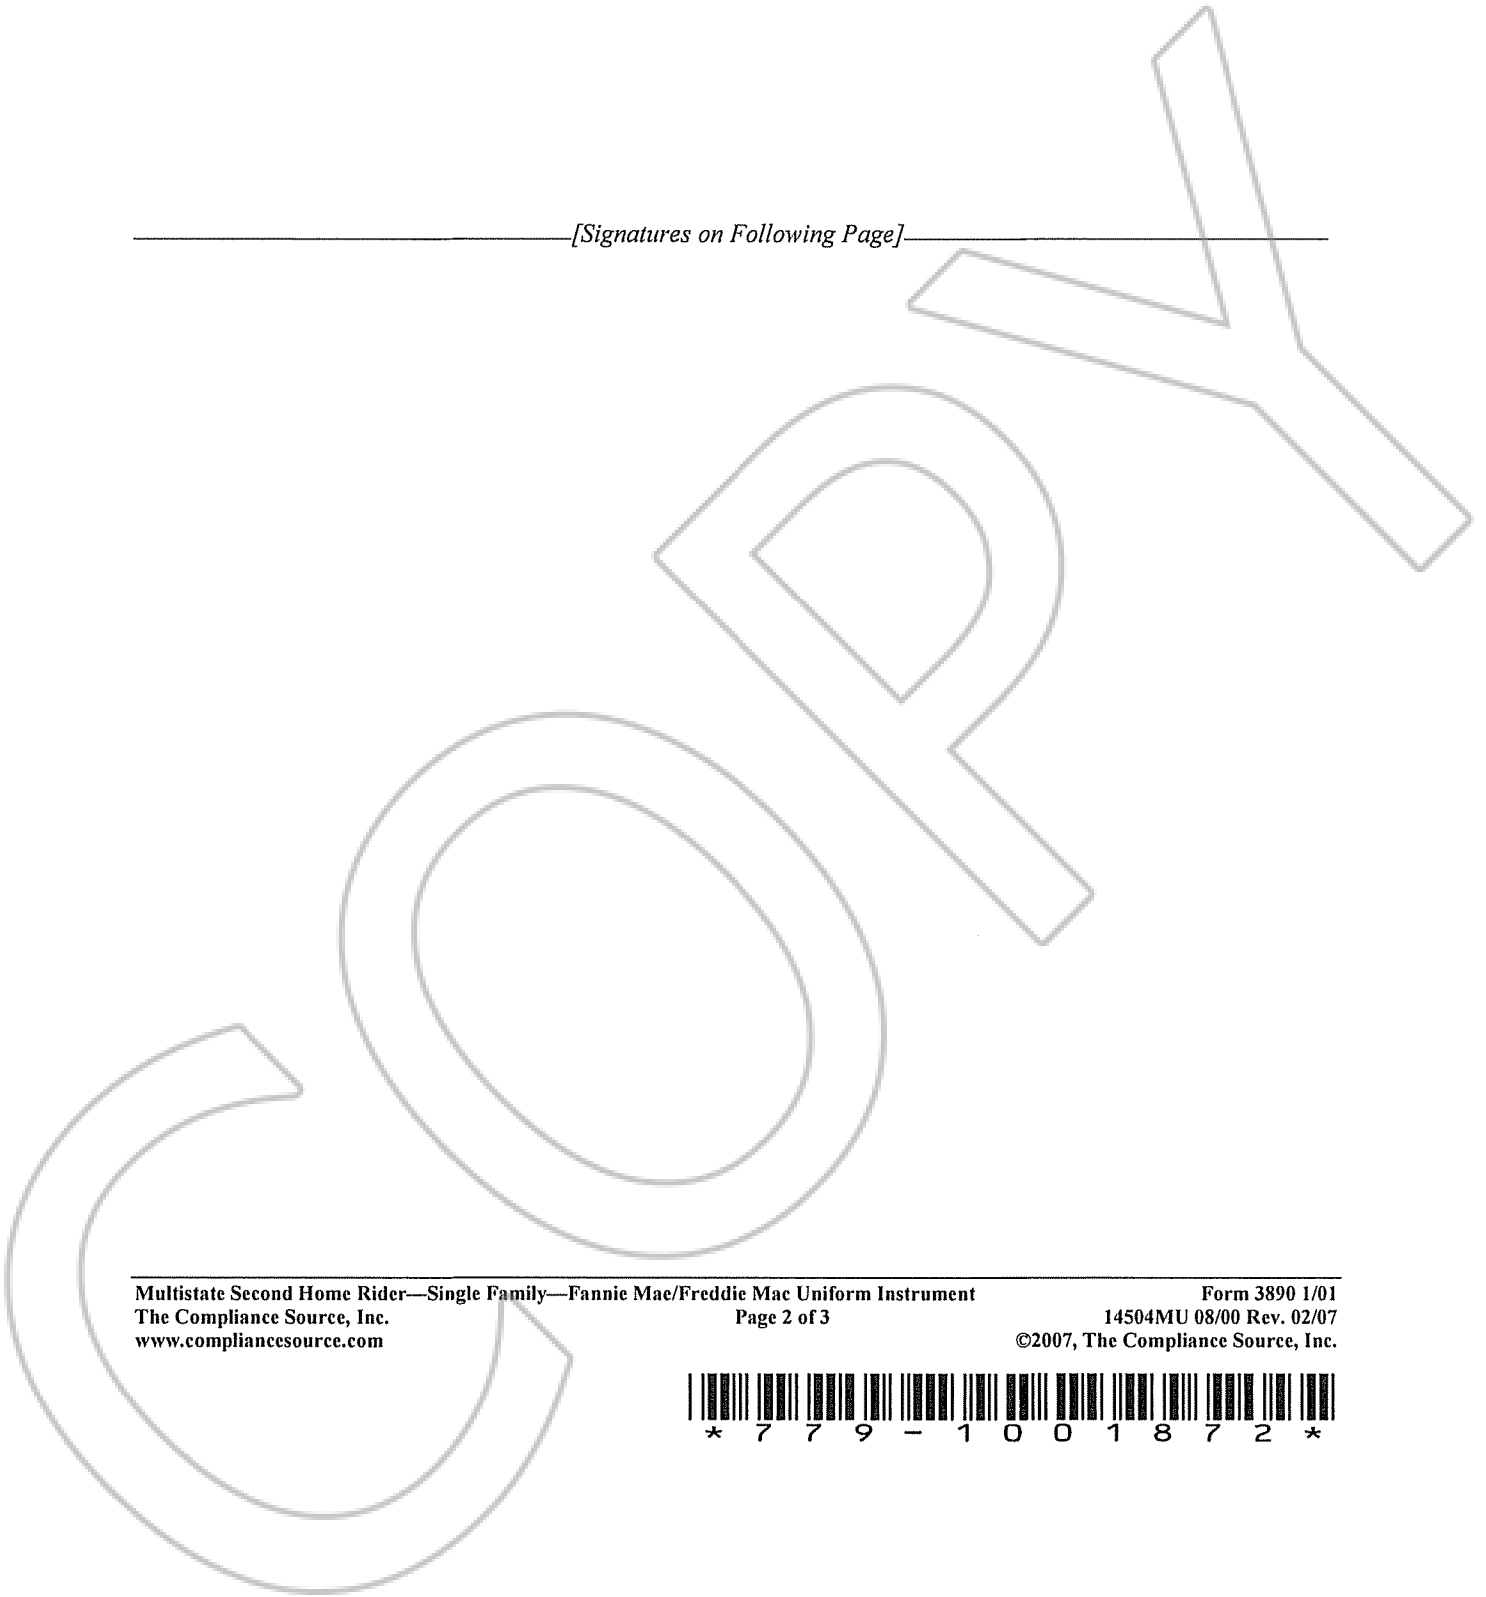 [Signatures on Following Page]
COPY
Multistate Second Home Rider—Single Family—Fannie Mae/Freddie Mac Uniform Instrument Form 3890 1/01
The Compliance Source, Inc. Page 2 of 3 14504MU 08/00 Rev. 02/07
www.compliancesource.com ©2007, The Compliance Source, Inc.
*779-1001872*